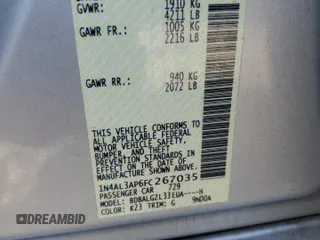 GVWR: 1910 KG
4211 LB
GAWR FR: 1005 KG
2216 LB
GAWR RR: 940 KG
2072 LB
THIS VEHICLE CONFORMS
TO ALL APPLICABLE FEDERAL
MOTOR VEHICLE SAFETY,
BUMPER, AND THEFT
PREVENTION STANDARDS IN
EFFECT ON THE DATE OF
MANUFACTURE SHOWN ABOVE.
1N4AL3AP6FC267035
PASSENGER CAR 729
MODEL: BDBALGZL33EUA----H
COLOR: K23 TRIM: G 9ND0A
DREAMBID